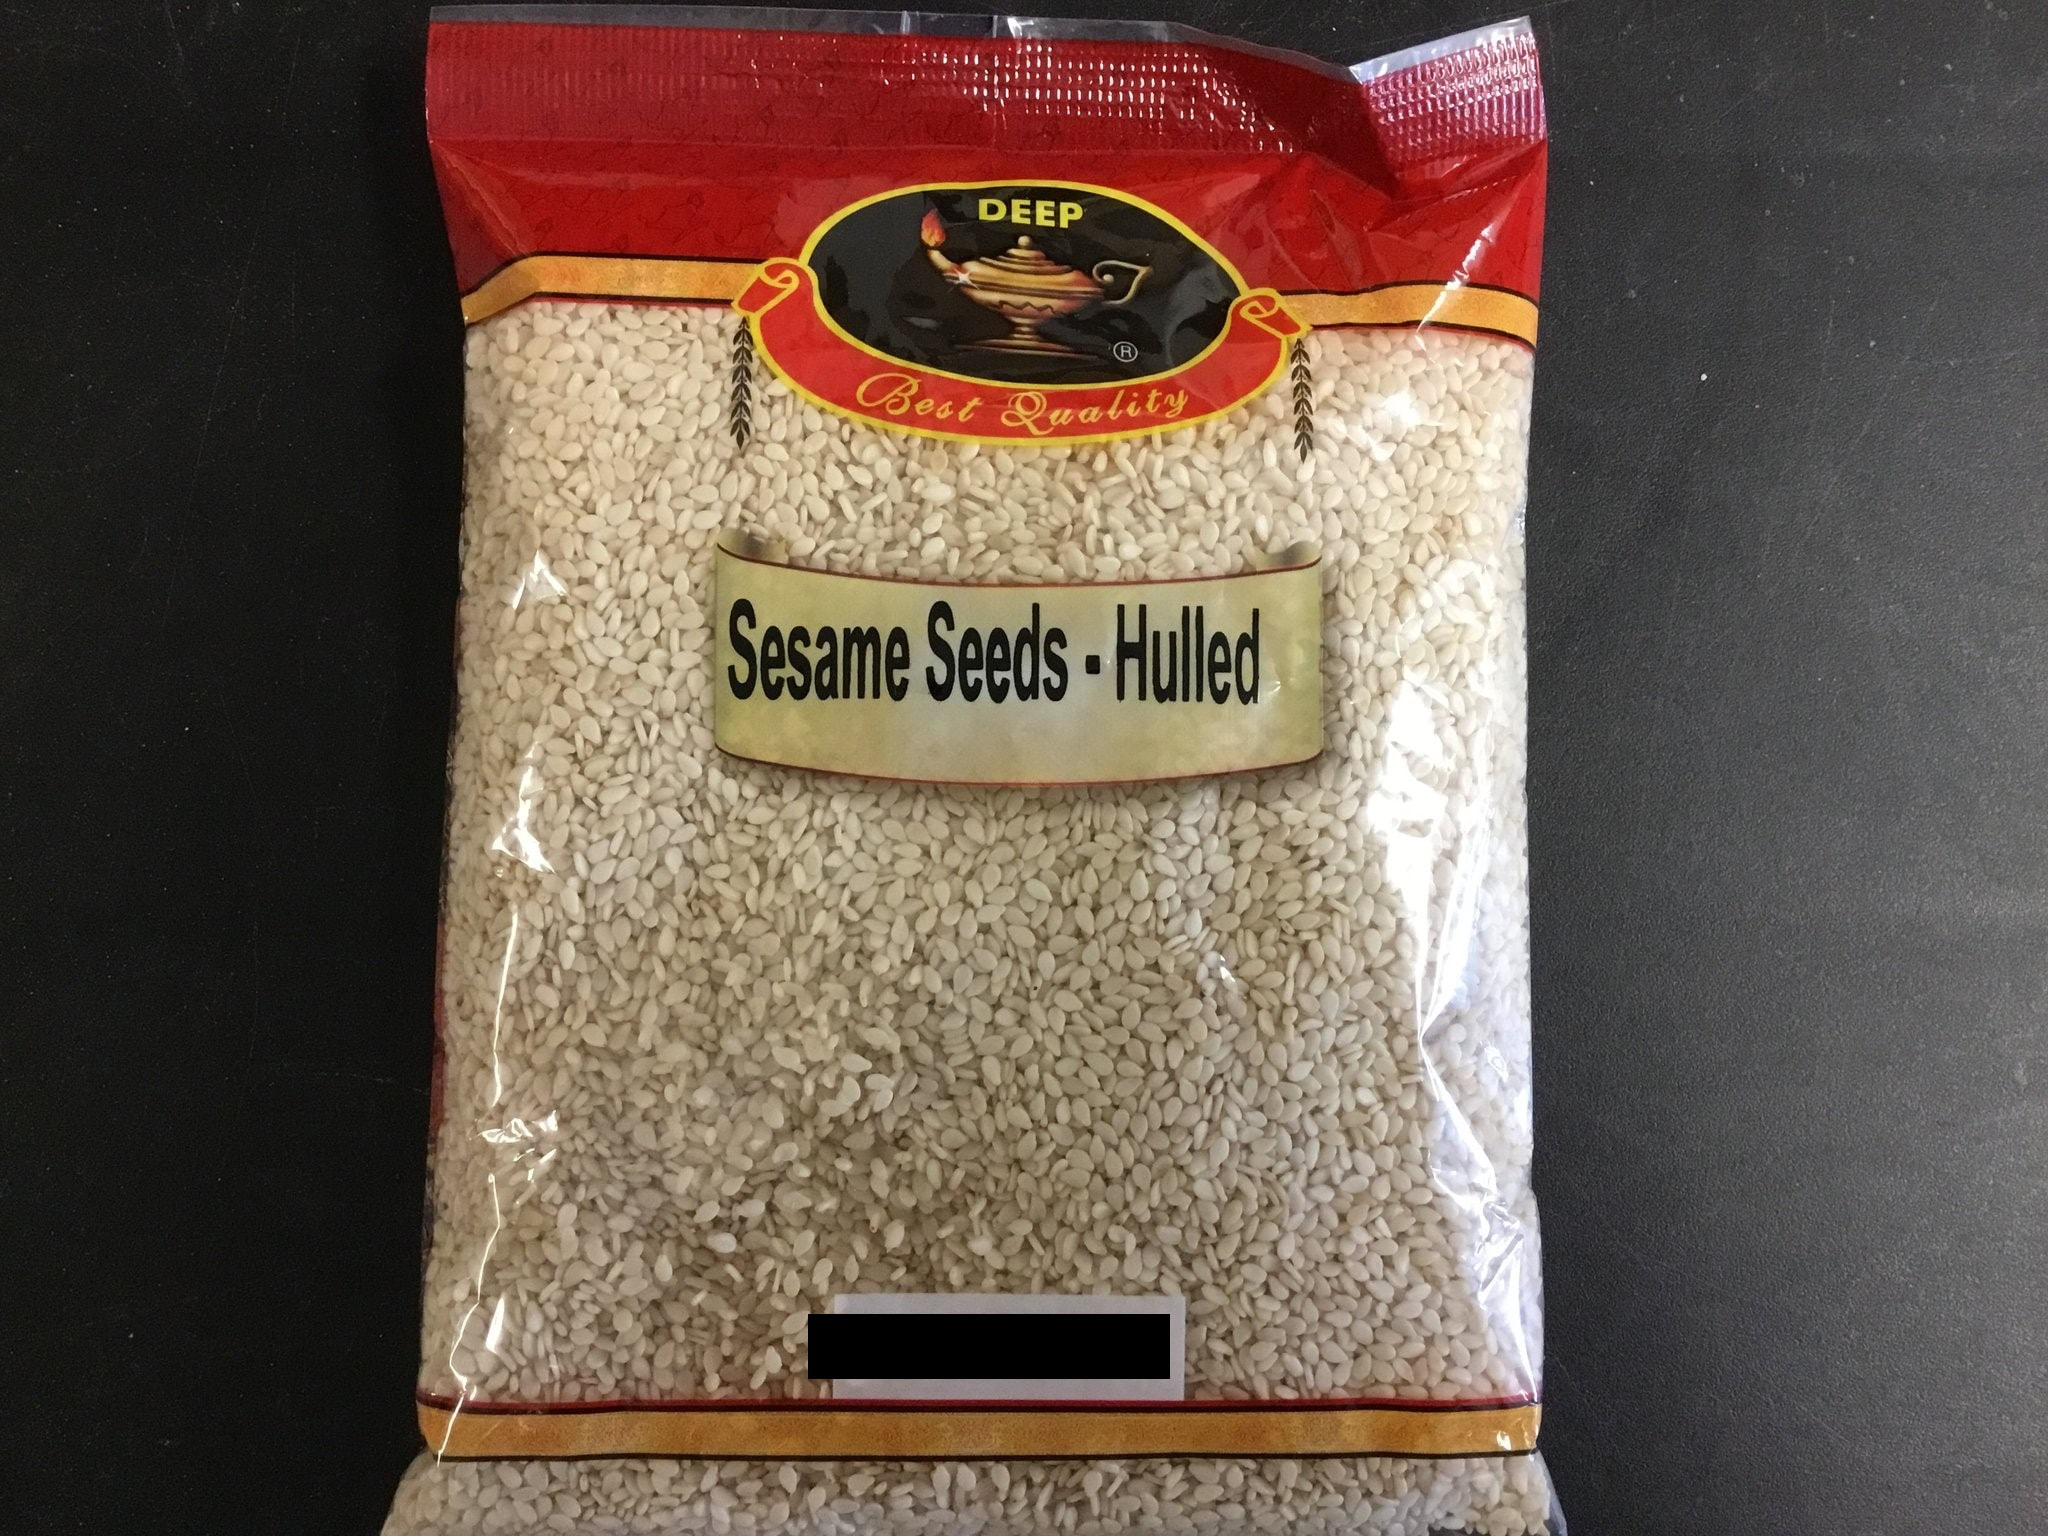 DEEP
®
Best Quality
Sesame Seeds - Hulled